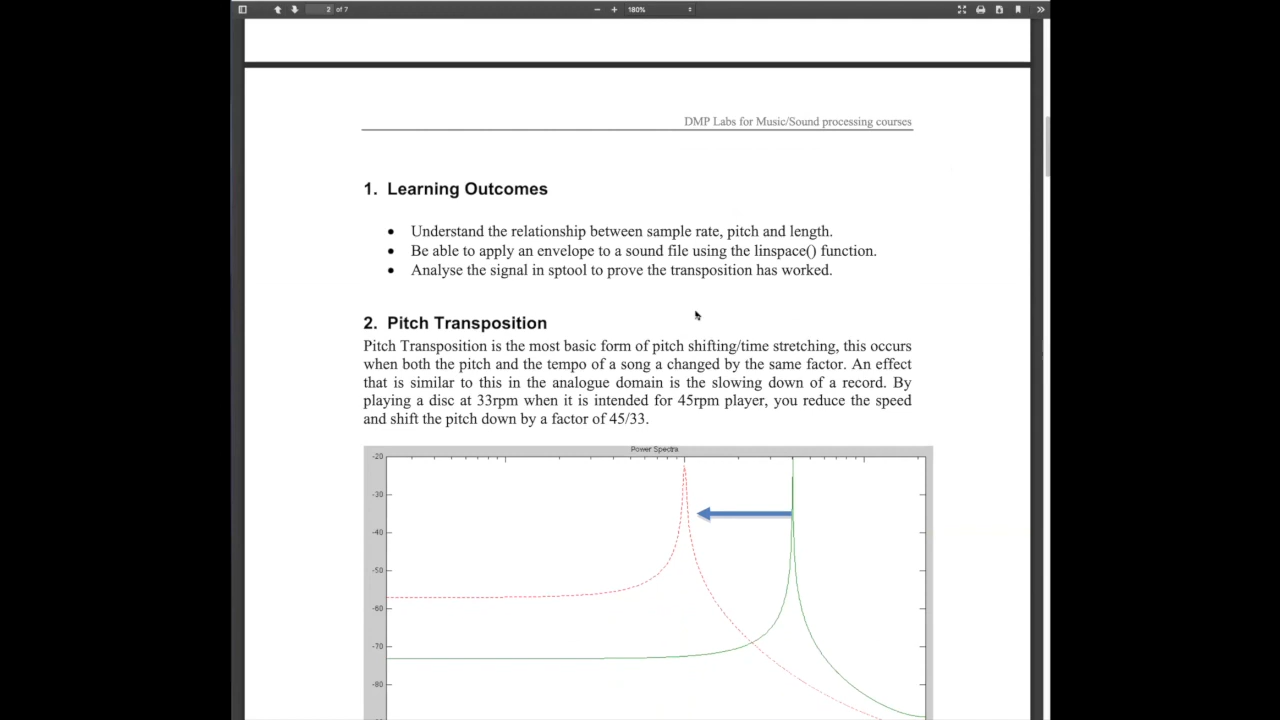 2 of 7
180%
DMP Labs for Music/Sound processing courses
1. Learning Outcomes
• Understand the relationship between sample rate, pitch and length.
• Be able to apply an envelope to a sound file using the linspace() function.
• Analyse the signal in sptool to prove the transposition has worked.
2. Pitch Transposition
Pitch Transposition is the most basic form of pitch shifting/time stretching, this occurs
when both the pitch and the tempo of a song a changed by the same factor. An effect
that is similar to this in the analogue domain is the slowing down of a record. By
playing a disc at 33rpm when it is intended for 45rpm player, you reduce the speed
and shift the pitch down by a factor of 45/33.
Power Spectra
-20
-30
-40
-50
-60
-70
-80